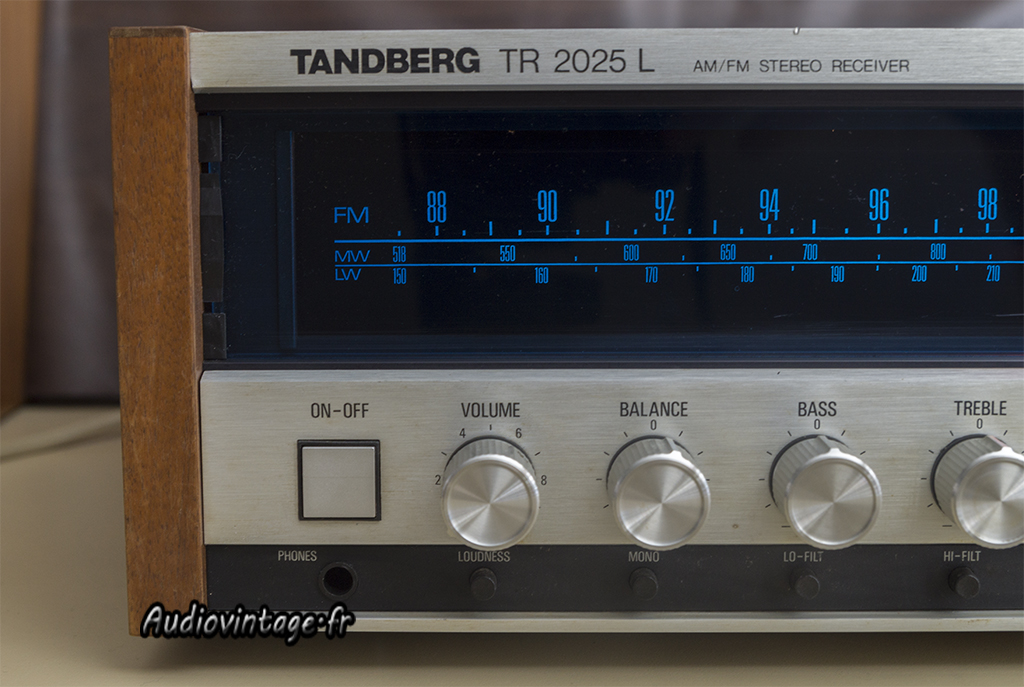 TANDBERG TR 2025 L AM/FM STEREO RECEIVER
FM 88 90 92 94 96 98
MW 518 550 600 650 700 800
LW 150 160 170 180 190 200 210
ON-OFF VOLUME BALANCE BASS TREBLE
4 6 0 0 0
2 8
PHONES LOUDNESS MONO LO-FILT HI-FILT
Audiovintage.fr